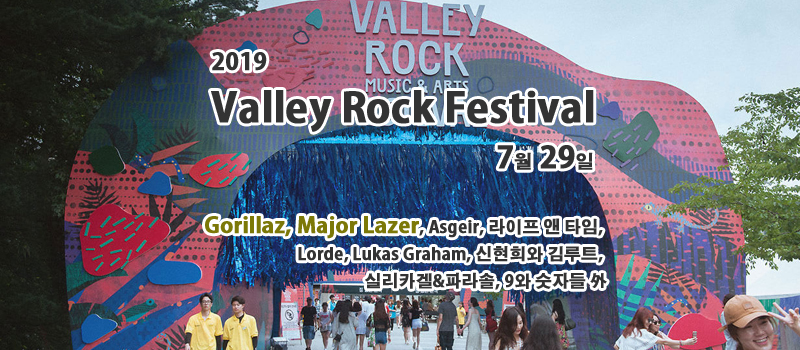 VALLEY
ROCK
MUSIC & ARTS
2019
Valley Rock Festival
7월 29일
Gorillaz, Major Lazer, Asgeir, 라이프 앤 타임,
Lorde, Lukas Graham, 신현희와 김루트,
실리카겔&파라솔, 9와 숫자들 外